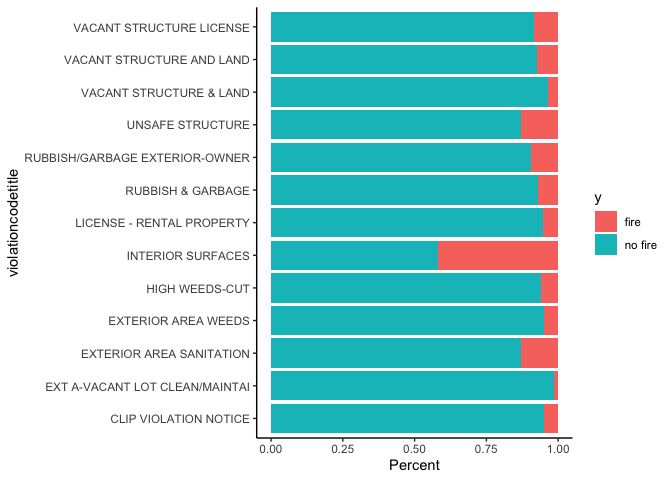 VACANT STRUCTURE LICENSE
VACANT STRUCTURE AND LAND
VACANT STRUCTURE & LAND
UNSAFE STRUCTURE
RUBBISH/GARBAGE EXTERIOR-OWNER
RUBBISH & GARBAGE
LICENSE - RENTAL PROPERTY
INTERIOR SURFACES
HIGH WEEDS-CUT
EXTERIOR AREA WEEDS
EXTERIOR AREA SANITATION
EXT A-VACANT LOT CLEAN/MAINTAI
CLIP VIOLATION NOTICE
violationcodetitle
0.00 0.25 0.50 0.75 1.00
Percent
y
fire
no fire